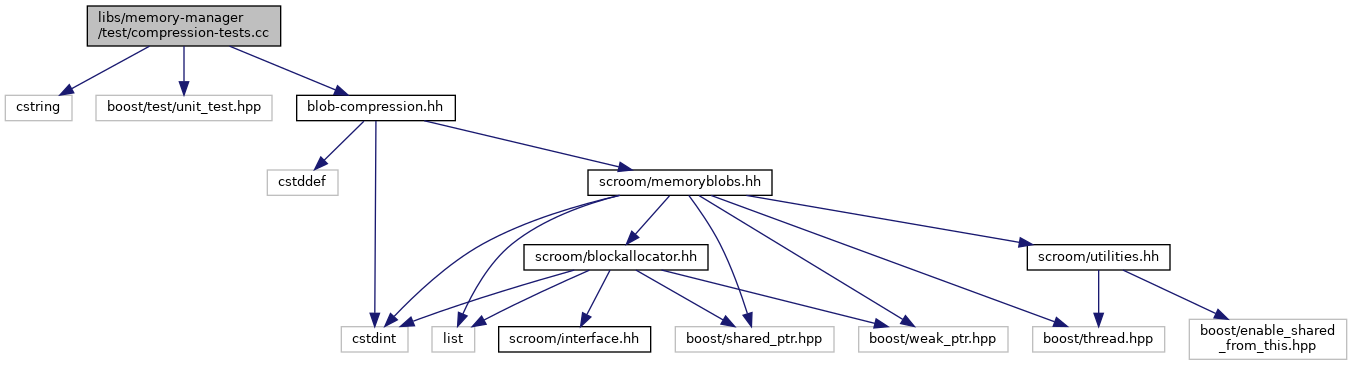 libs/memory-manager
/test/compression-tests.cc
cstring
boost/test/unit_test.hpp
blob-compression.hh
cstddef
scroom/memoryblobs.hh
scroom/blockallocator.hh
scroom/utilities.hh
cstdint
list
scroom/interface.hh
boost/shared_ptr.hpp
boost/weak_ptr.hpp
boost/thread.hpp
boost/enable_shared
_from_this.hpp